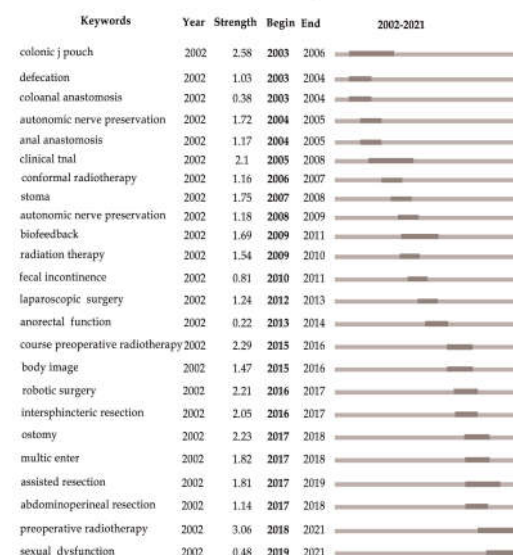 Keywords Year Strength Begin End 2002-2021
colonic j pouch 2002 2.58 2003 2006
defecation 2002 1.03 2003 2004
coloanal anastomosis 2002 0.38 2003 2004
autonomic nerve preservation 2002 1.72 2004 2005
anal anastomosis 2002 1.17 2004 2005
clinical tnal 2002 2.1 2005 2008
conformal radiotherapy 2002 1.16 2006 2007
stoma 2002 1.75 2007 2008
autonomic nerve preservation 2002 1.18 2008 2009
biofeedback 2002 1.69 2009 2011
radiation therapy 2002 1.54 2009 2010
fecal incontinence 2002 0.81 2010 2011
laparoscopic surgery 2002 1.24 2012 2013
anorectal function 2002 0.22 2013 2014
course preoperative radiotherapy 2002 2.29 2015 2016
body image 2002 1.47 2015 2016
robotic surgery 2002 2.21 2016 2017
intersphincteric resection 2002 2.05 2016 2017
ostomy 2002 2.23 2017 2018
multic enter 2002 1.82 2017 2018
assisted resection 2002 1.81 2017 2019
abdominoperineal resection 2002 1.14 2017 2018
preoperative radiotherapy 2002 3.06 2018 2021
sexual dysfunction 2002 0.48 2019 2021